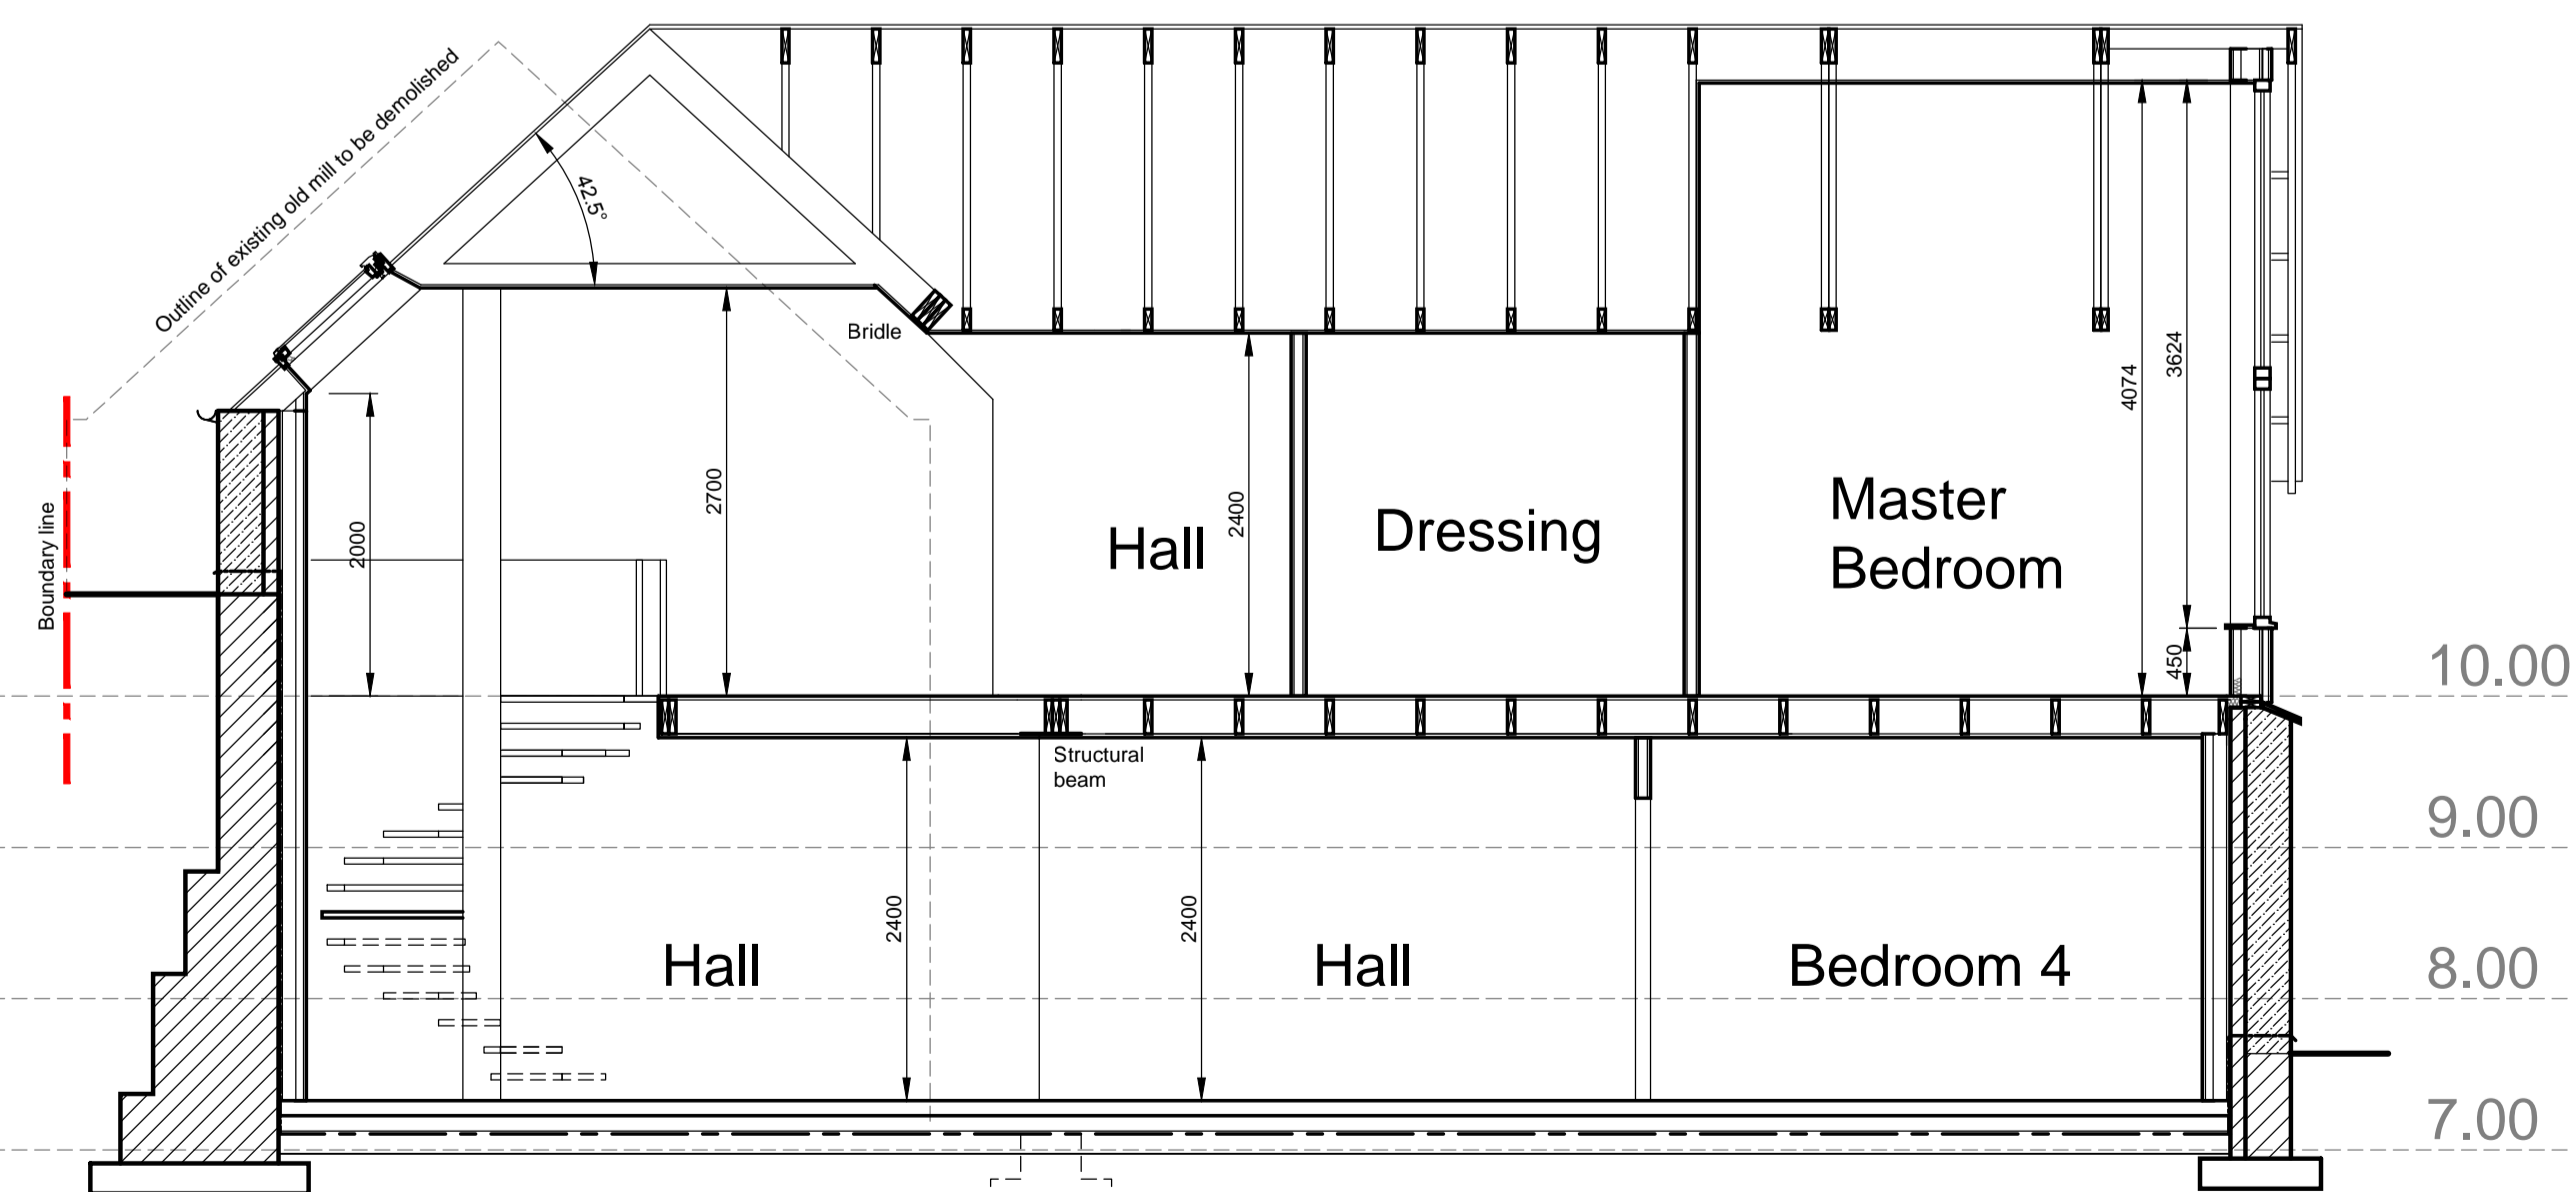 Outline of existing old mill to be demolished
42.5°
Bridle
Boundary line
2000
2700
Hall
2400
Dressing
Master
Bedroom
4074
3624
450
10.00
Structural
beam
9.00
Hall
2400
2400
Hall
Bedroom 4
8.00
7.00